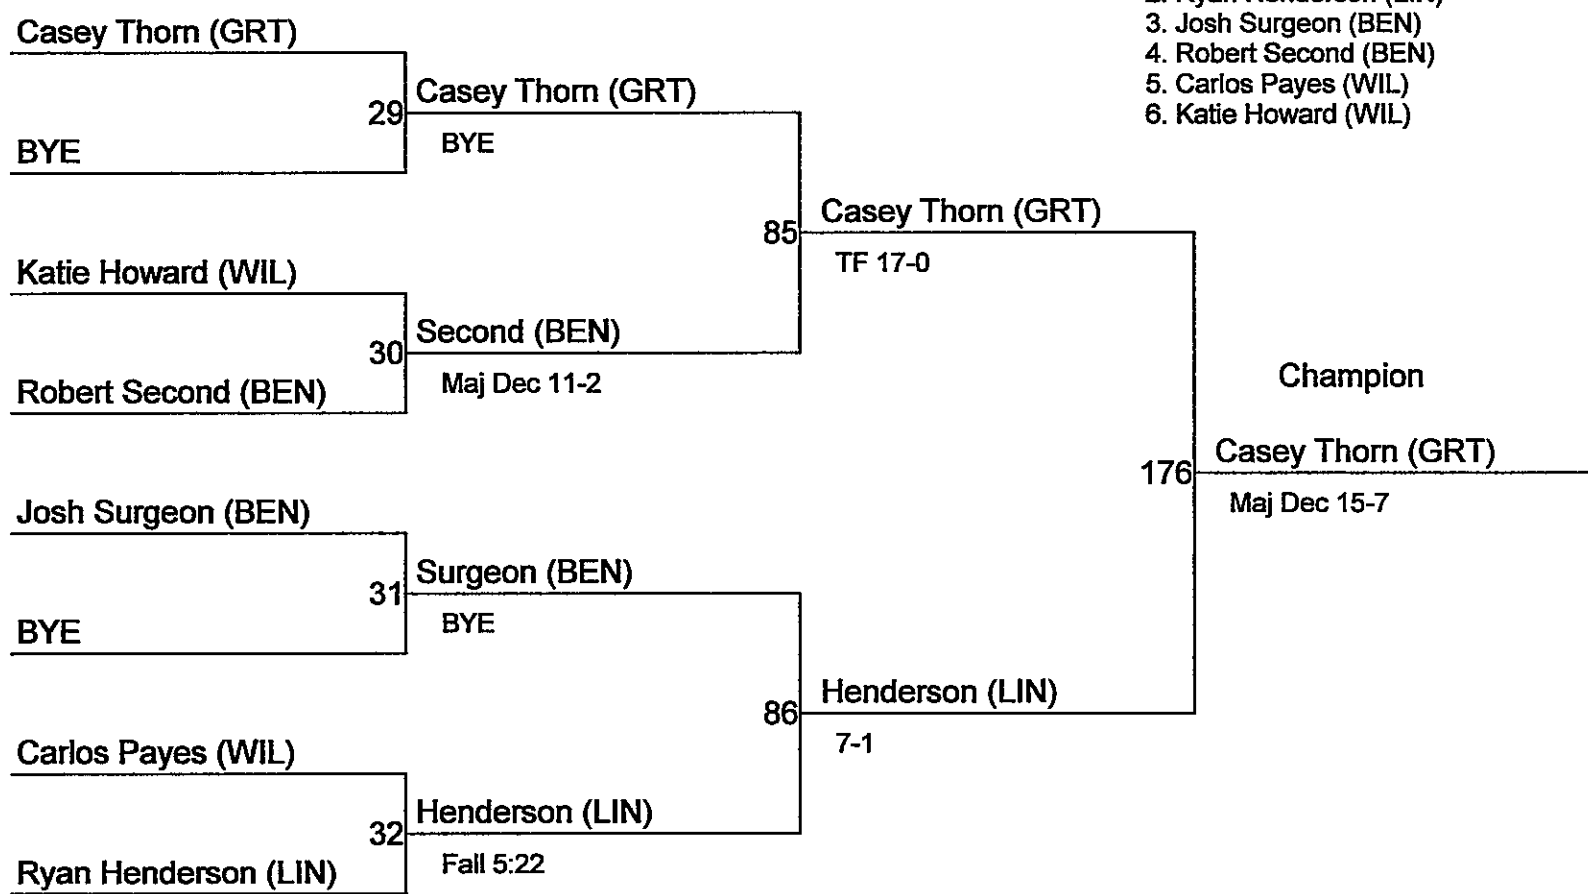 2. Ryan Henderson (LIN)
3. Josh Surgeon (BEN)
4. Robert Second (BEN)
5. Carlos Payes (WIL)
6. Katie Howard (WIL)
Casey Thorn (GRT)
29
Casey Thorn (GRT)
BYE
BYE
85
Casey Thorn (GRT)
TF 17-0
Katie Howard (WIL)
30
Second (BEN)
Maj Dec 11-2
Robert Second (BEN)
Champion
176
Casey Thorn (GRT)
Maj Dec 15-7
Josh Surgeon (BEN)
31
Surgeon (BEN)
BYE
BYE
86
Henderson (LIN)
7-1
Carlos Payes (WIL)
32
Henderson (LIN)
Fall 5:22
Ryan Henderson (LIN)